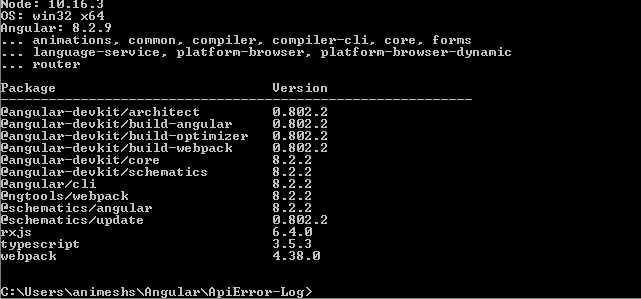 Node: 10.16.3
OS: win32 x64
Angular: 8.2.9
... animations, common, compiler, compiler-cli, core, forms
... language-service, platform-browser, platform-browser-dynamic
... router
Package Version
-----------------------------------------------------------
@angular-devkit/architect 0.802.2
@angular-devkit/build-angular 0.802.2
@angular-devkit/build-optimizer 0.802.2
@angular-devkit/build-webpack 0.802.2
@angular-devkit/core 8.2.2
@angular-devkit/schematics 8.2.2
@angular/cli 8.2.2
@ngtools/webpack 8.2.2
@schematics/angular 8.2.2
@schematics/update 0.802.2
rxjs 6.4.0
typescript 3.5.3
webpack 4.38.0
C:\Users\animeshs\Angular\ApiError-Log>